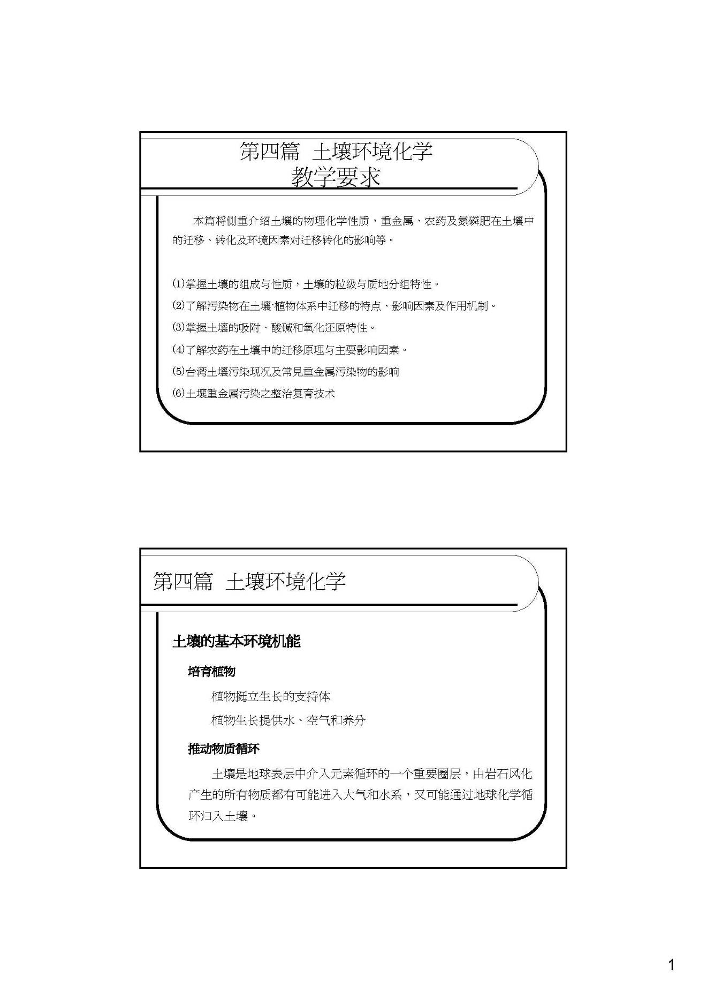 第四篇 土壤环境化学
教学要求
本篇将侧重介绍土壤的物理化学性质，重金属、农药及氮磷肥在土壤中
的迁移、转化及环境因素对迁移转化的影响等。
(1)掌握土壤的组成与性质，土壤的粒级与质地分组特性。
(2)了解污染物在土壤-植物体系中迁移的特点、影响因素及作用机制。
(3)掌握土壤的吸附、酸碱和氧化还原特性。
(4)了解农药在土壤中的迁移原理与主要影响因素。
(5)台湾土壤污染现况及常見重金属污染物的影响
(6)土壤重金属污染之整治复育技术
第四篇 土壤环境化学
土壤的基本环境机能
培育植物
植物挺立生长的支持体
植物生长提供水、空气和养分
推动物质循环
土壤是地球表层中介入元素循环的一个重要圈层，由岩石风化
产生的所有物质都有可能进入大气和水系，又可能通过地球化学循
环归入土壤。
1